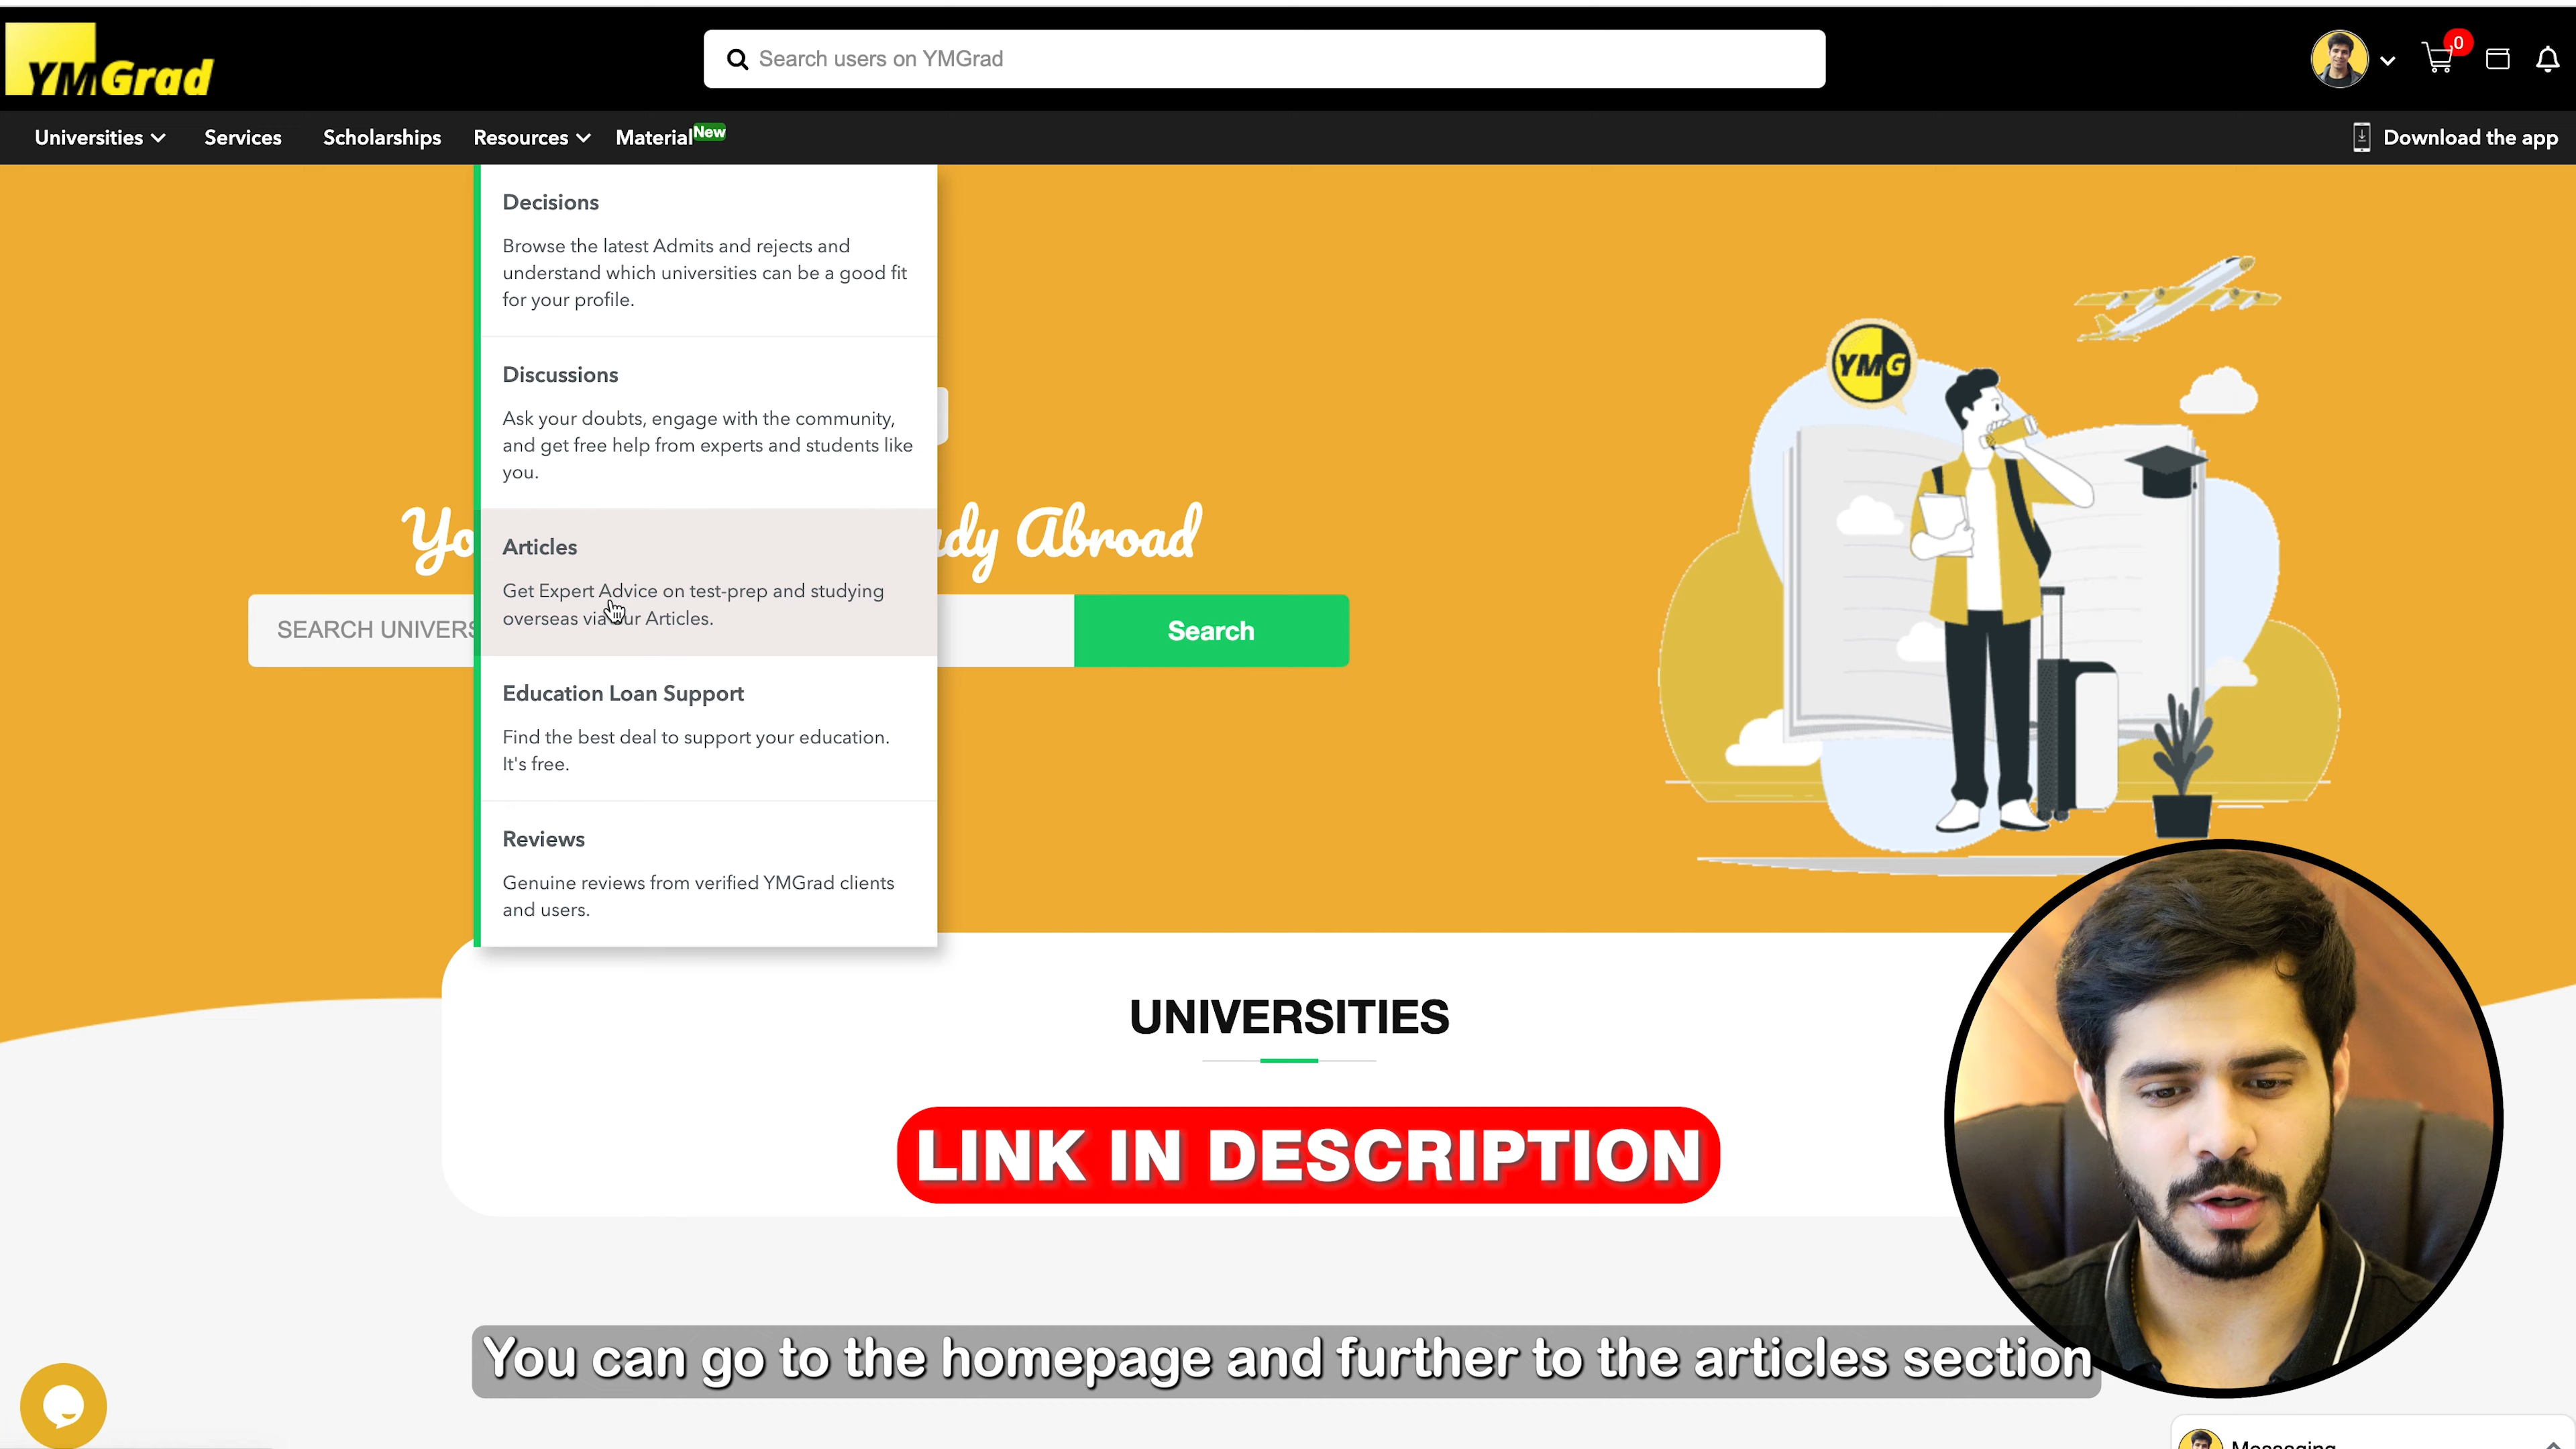 YMGrad
Search users on YMGrad
0
Universities
Services
Scholarships
Resources
Material New
Download the app
Decisions
Browse the latest Admits and rejects and
understand which universities can be a good fit
for your profile.
Discussions
Ask your doubts, engage with the community,
and get free help from experts and students like
you.
Articles
Get Expert Advice on test-prep and studying
overseas via our Articles.
Education Loan Support
Find the best deal to support your education.
It's free.
Reviews
Genuine reviews from verified YMGrad clients
and users.
Abroad
SEARCH
Search
YMG
UNIVERSITIES
LINK IN DESCRIPTION
You can go to the homepage and further to the articles section
Messaging